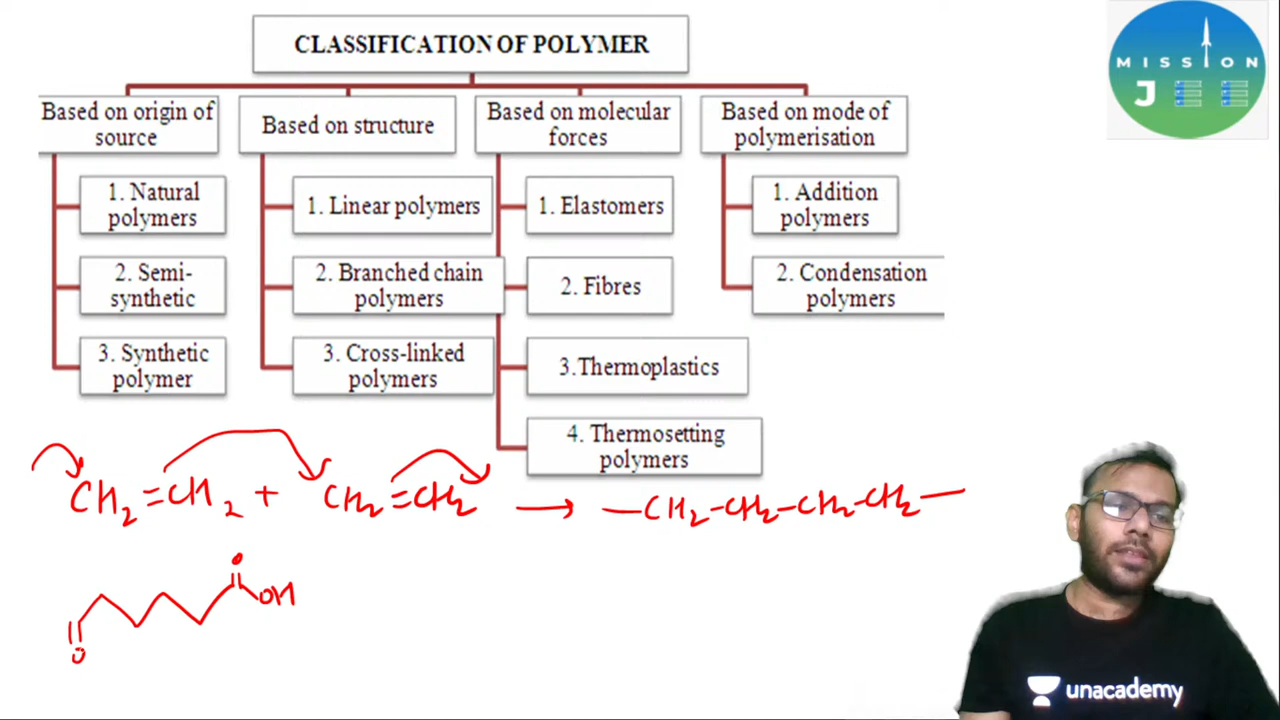 CLASSIFICATION OF POLYMER
MISSION
JEE
Based on origin of
source
Based on structure
Based on molecular
forces
Based on mode of
polymerisation
1. Natural
polymers
2. Semi-
synthetic
3. Synthetic
polymer
1. Linear polymers
2. Branched chain
polymers
3. Cross-linked
polymers
1. Elastomers
2. Fibres
3.Thermoplastics
4. Thermosetting
polymers
1. Addition
polymers
2. Condensation
polymers
CH₂=CH₂ + CH₂=CH₂ → —CH₂-CH₂-CH₂-CH₂—
O
OH
O
unacademy